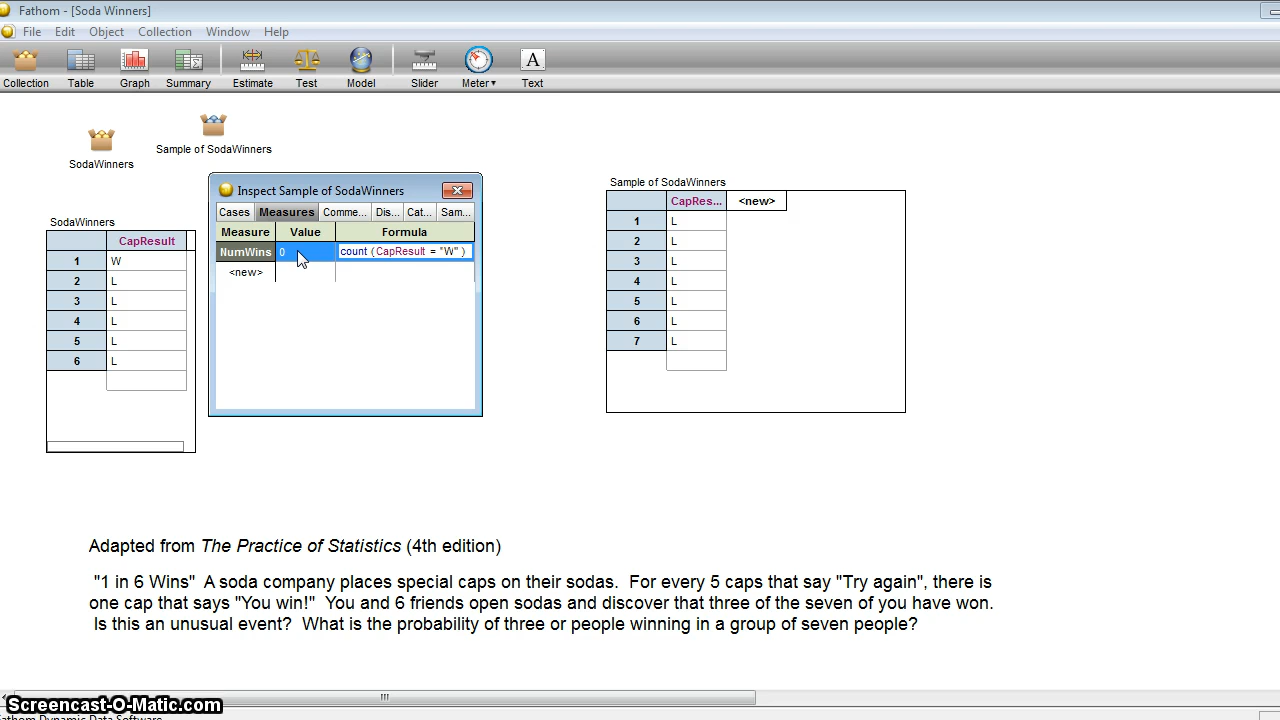 Fathom - [Soda Winners]
File Edit Object Collection Window Help
Collection Table Graph Summary Estimate Test Model Slider Meter▾ A Text
SodaWinners
Sample of SodaWinners
Inspect Sample of SodaWinners
Cases Measures Comme... Dis... Cat... Sam...
Measure Value Formula
NumWins 0 count (CapResult = "W" )
<new>
SodaWinners
CapResult
1 W
2 L
3 L
4 L
5 L
6 L
Sample of SodaWinners
CapRes... <new>
1 L
2 L
3 L
4 L
5 L
6 L
7 L
Adapted from The Practice of Statistics (4th edition)
"1 in 6 Wins" A soda company places special caps on their sodas. For every 5 caps that say "Try again", there is
one cap that says "You win!" You and 6 friends open sodas and discover that three of the seven of you have won.
Is this an unusual event? What is the probability of three or people winning in a group of seven people?
Screencast-O-Matic.com
Fathom Dynamic Data Software